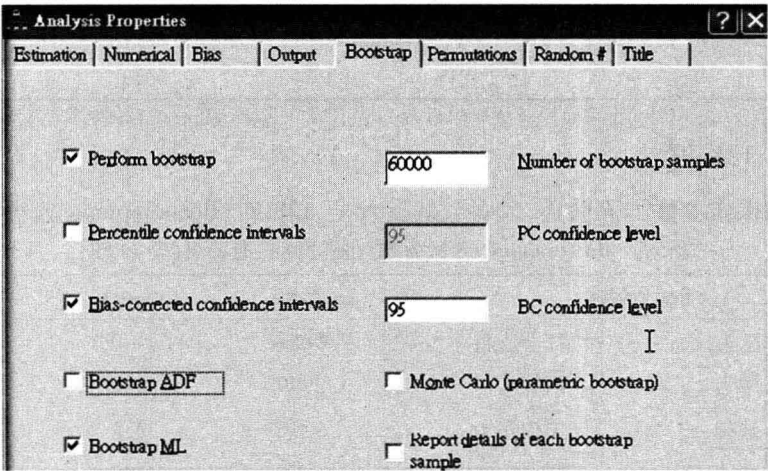 Analysis Properties
Estimation Numerical Bias Output Bootstrap Permutations Random # Title
Perform bootstrap 60000 Number of bootstrap samples
Percentile confidence intervals 95 PC confidence level
Bias-corrected confidence intervals 95 BC confidence level
Bootstrap ADF Monte Carlo (parametric bootstrap)
Bootstrap ML Report details of each bootstrap
sample